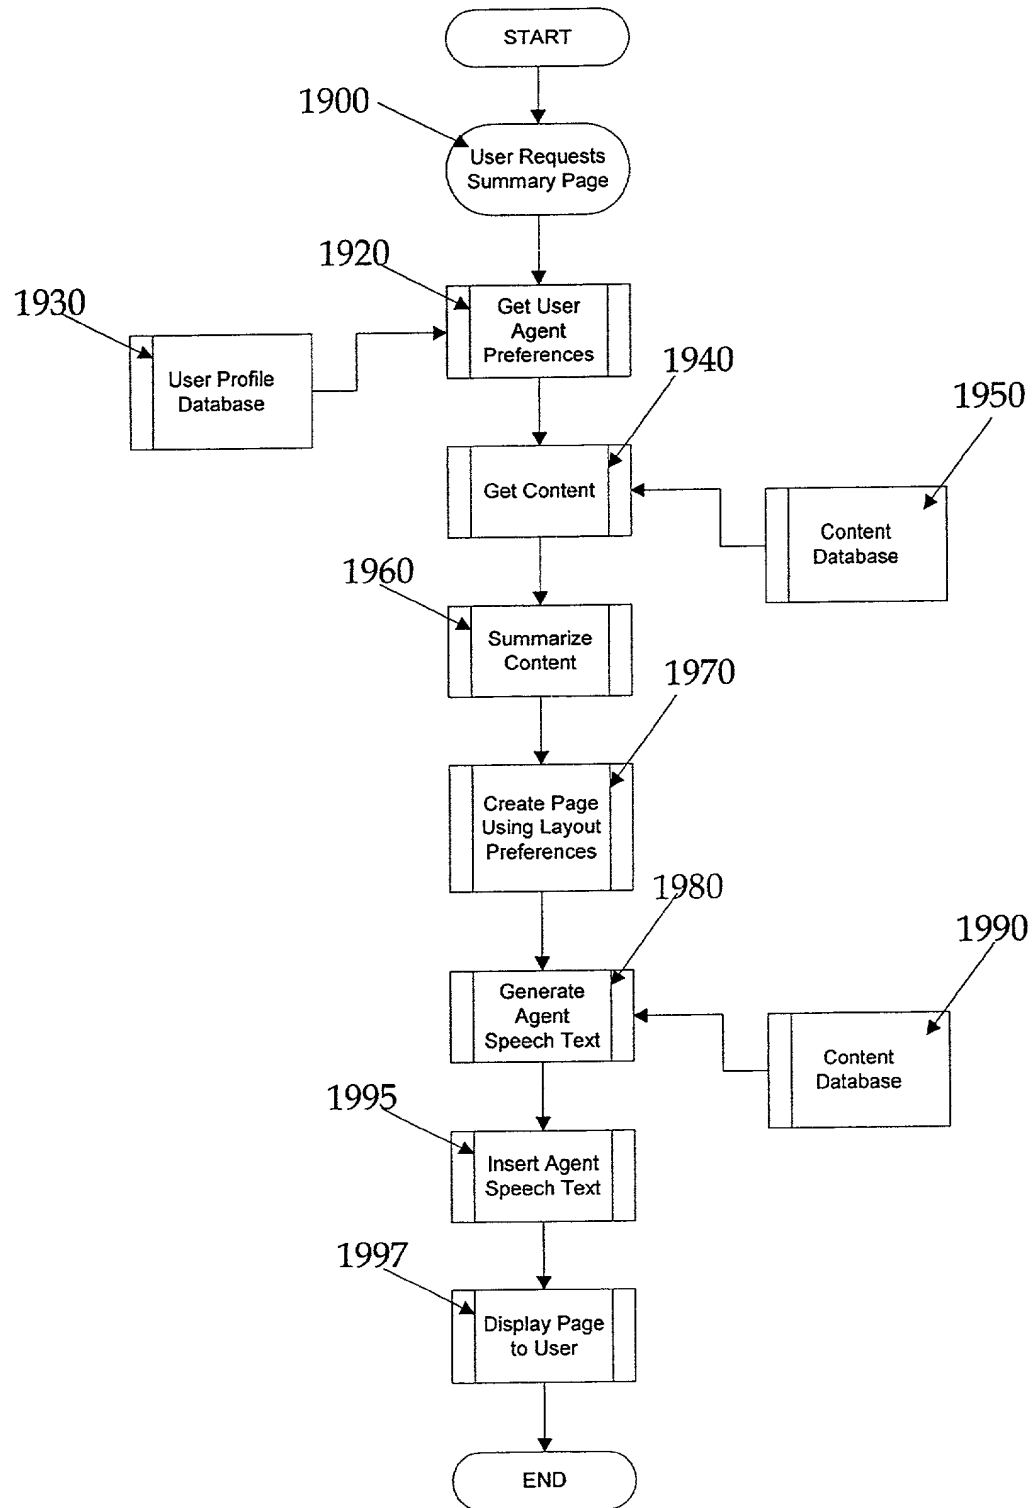 START
1900
User Requests
Summary Page
1920
Get User
Agent
Preferences
1930
User Profile
Database
1940
Get Content
1950
Content
Database
1960
Summarize
Content
1970
Create Page
Using Layout
Preferences
1980
Generate
Agent
Speech Text
1990
Content
Database
1995
Insert Agent
Speech Text
1997
Display Page
to User
END